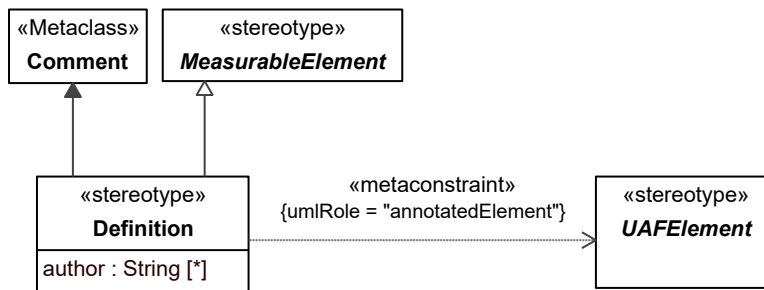 «Metaclass»
Comment
«stereotype»
MeasurableElement
«stereotype»
Definition
author : String [*]
«metaconstraint»
{umlRole = "annotatedElement"}
«stereotype»
UAFElement